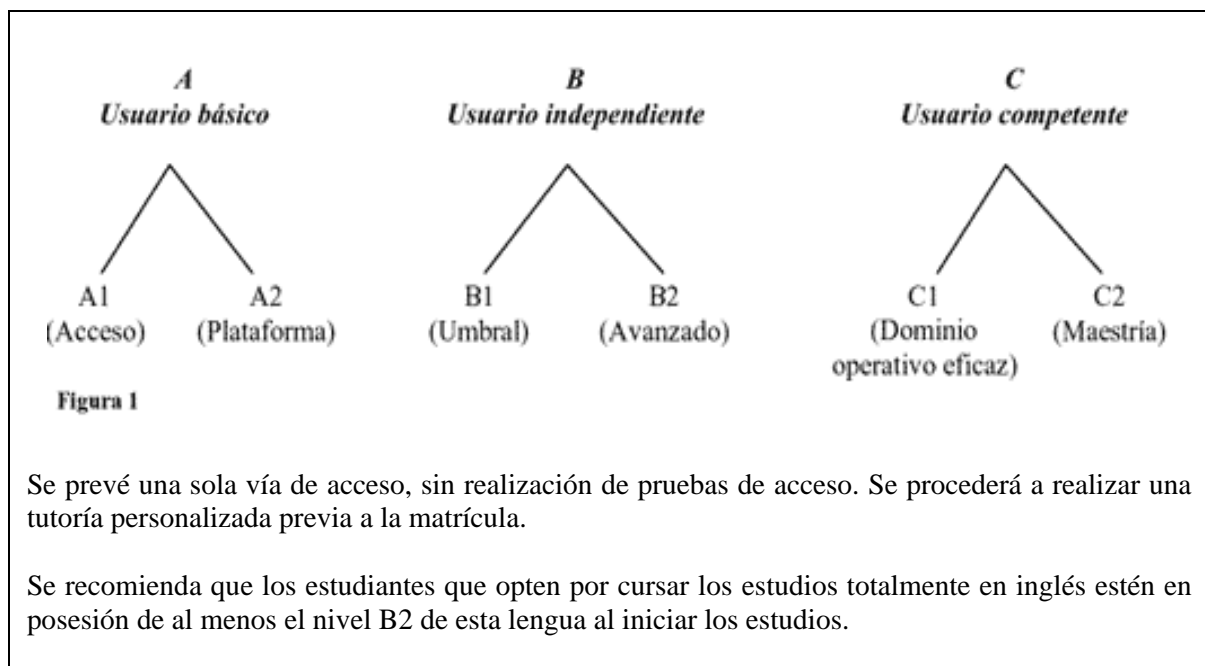 A B C
Usuario básico Usuario independiente Usuario competente
A1 A2 B1 B2 C1 C2
(Acceso) (Plataforma) (Umbral) (Avanzado) (Dominio (Maestría)
operativo eficaz)
Figura 1
Se prevé una sola vía de acceso, sin realización de pruebas de acceso. Se procederá a realizar una
tutoría personalizada previa a la matrícula.
Se recomienda que los estudiantes que opten por cursar los estudios totalmente en inglés estén en
posesión de al menos el nivel B2 de esta lengua al iniciar los estudios.